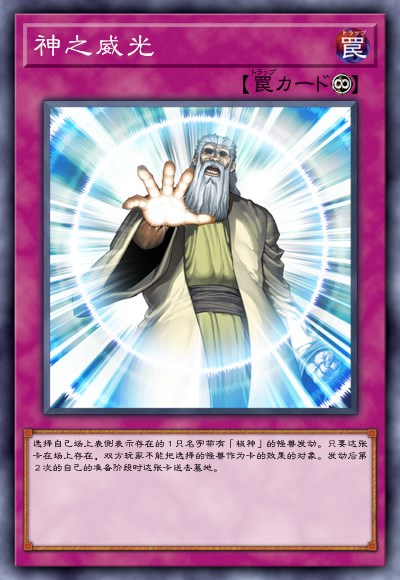 神之威光
トラップ
罠
トラップ
【罠カード】
选择自己场上表侧表示存在的１只名字带有「极神」的怪兽发动。只要这张
卡在场上存在，双方玩家不能把选择的怪兽作为卡的效果的对象。发动后第
２次的自己的准备阶段时这张卡送去墓地。